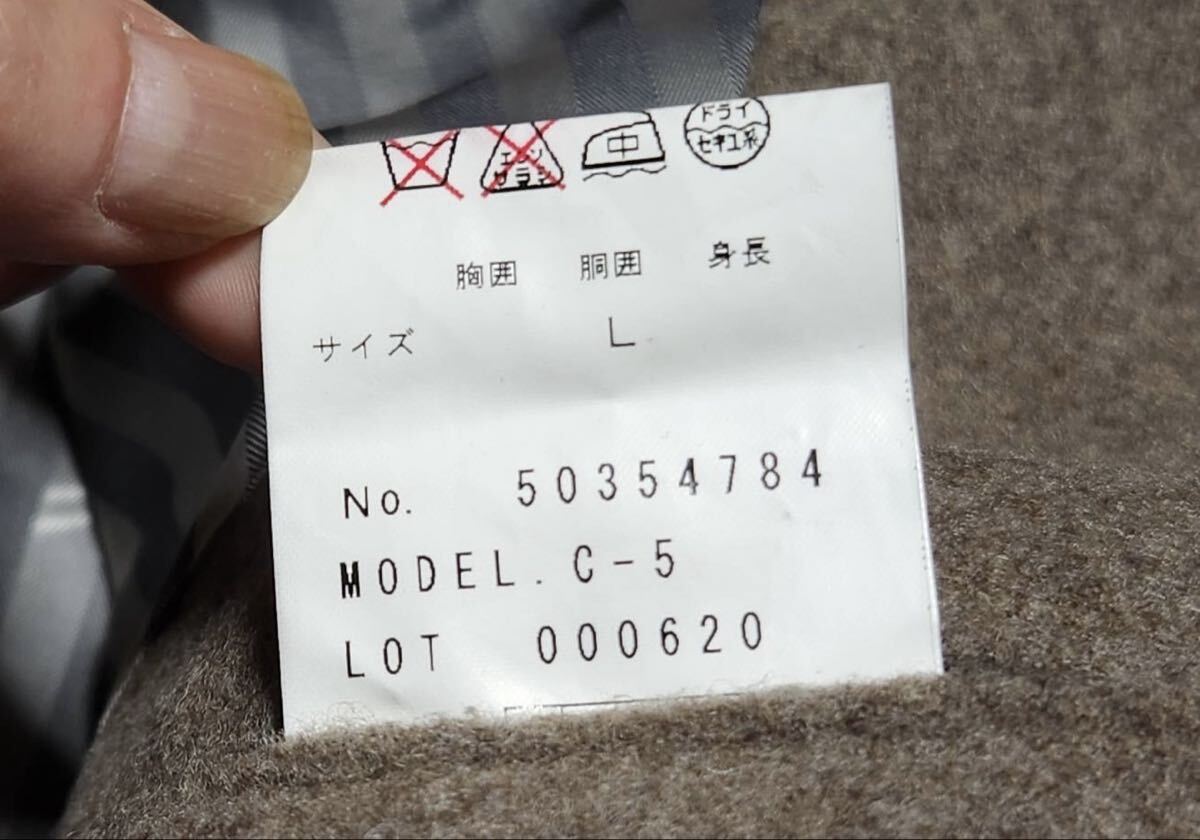 エンソ
サラシ
中
ドライ
セキユ系
胸囲 胴囲 身長
サイズ L
No. 50354784
MODEL. C-5
LOT 000620